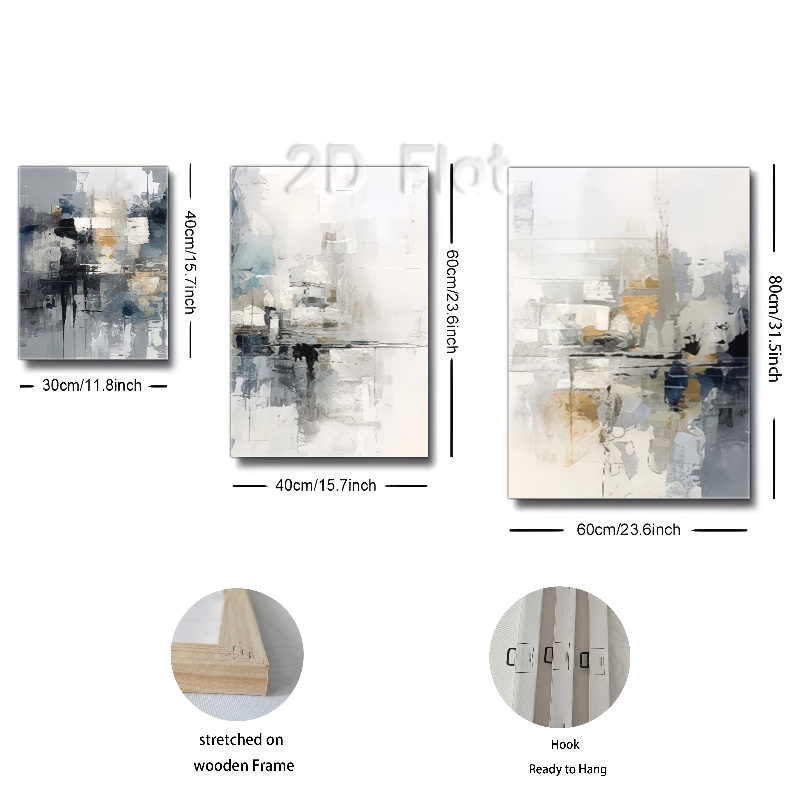 2D Flat
40cm/15.7inch
30cm/11.8inch
60cm/23.6inch
40cm/15.7inch
80cm/31.5inch
60cm/23.6inch
stretched on
wooden Frame
Hook
Ready to Hang